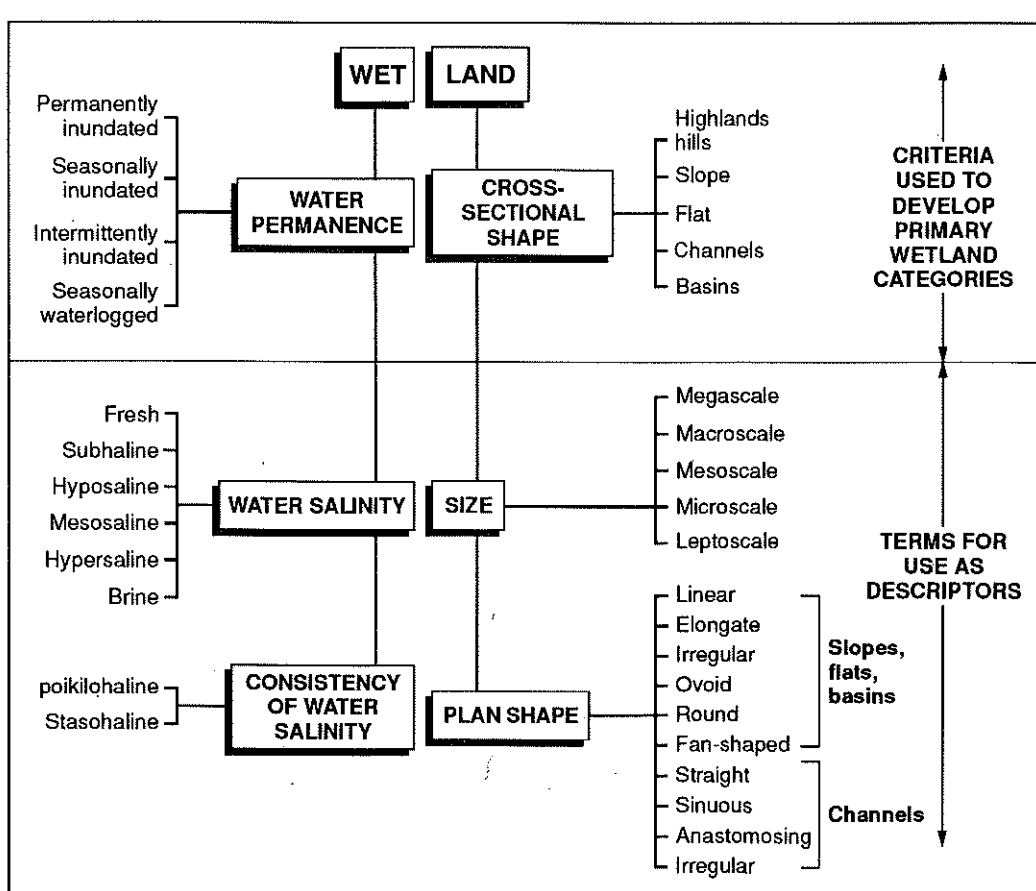 WET
LAND
Permanently
inundated
Seasonally
inundated
Intermittently
inundated
Seasonally
waterlogged
WATER
PERMANENCE
CROSS-
SECTIONAL
SHAPE
Highlands
hills
Slope
Flat
Channels
Basins
CRITERIA
USED TO
DEVELOP
PRIMARY
WETLAND
CATEGORIES
Fresh
Subhaline
Hyposaline
Mesosaline
Hypersaline
Brine
WATER SALINITY
SIZE
Megascale
Macroscale
Mesoscale
Microscale
Leptoscale
TERMS FOR
USE AS
DESCRIPTORS
poikilohaline
Stasohaline
CONSISTENCY
OF WATER
SALINITY
PLAN SHAPE
Linear
Elongate
Irregular
Ovoid
Round
Fan-shaped
Slopes,
flats,
basins
Straight
Sinuous
Anastomosing
Irregular
Channels